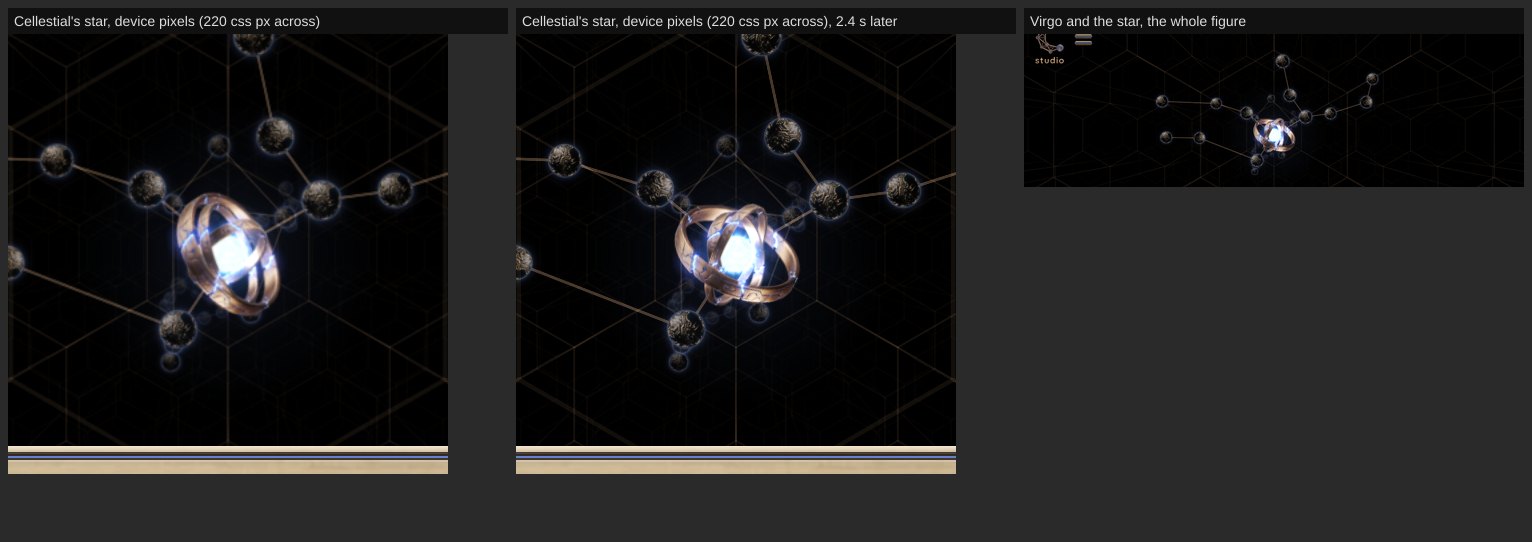 Cellestial's star, device pixels (220 css px across)
Cellestial's star, device pixels (220 css px across), 2.4 s later
Virgo and the star, the whole figure
studio